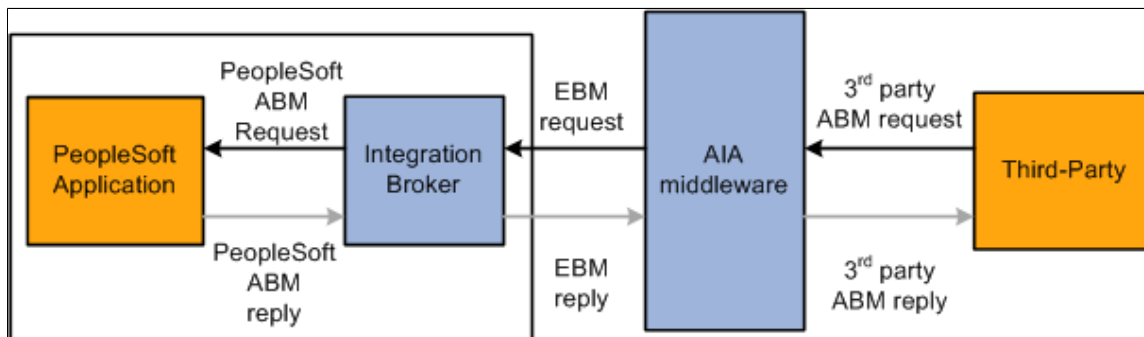 PeopleSoft
ABM
Request
EBM
request
3rd party
ABM request
PeopleSoft
Application
Integration
Broker
AIA
middleware
Third-Party
PeopleSoft
ABM
reply
EBM
reply
3rd party
ABM reply